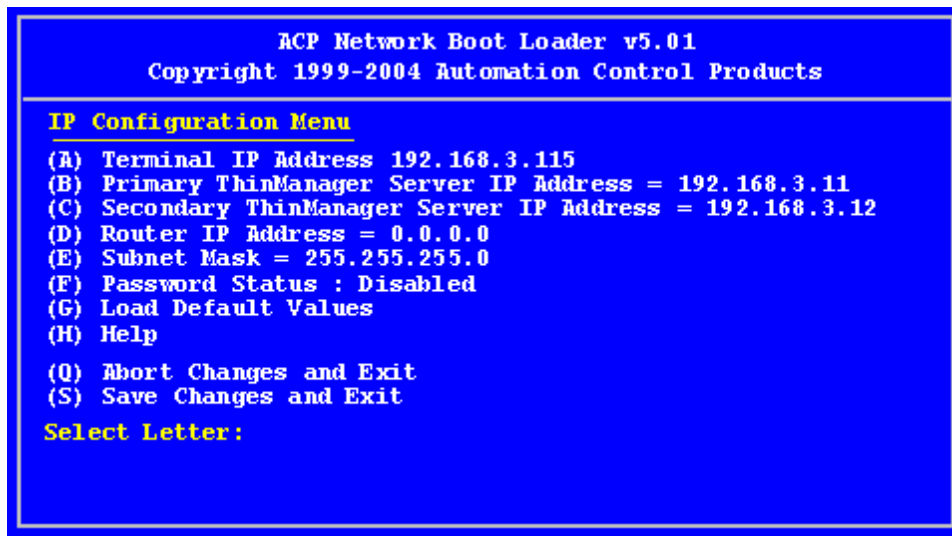 ACP Network Boot Loader v5.01
Copyright 1999-2004 Automation Control Products
IP Configuration Menu
(A) Terminal IP Address 192.168.3.115
(B) Primary ThinManager Server IP Address = 192.168.3.11
(C) Secondary ThinManager Server IP Address = 192.168.3.12
(D) Router IP Address = 0.0.0.0
(E) Subnet Mask = 255.255.255.0
(F) Password Status : Disabled
(G) Load Default Values
(H) Help
(Q) Abort Changes and Exit
(S) Save Changes and Exit
Select Letter: